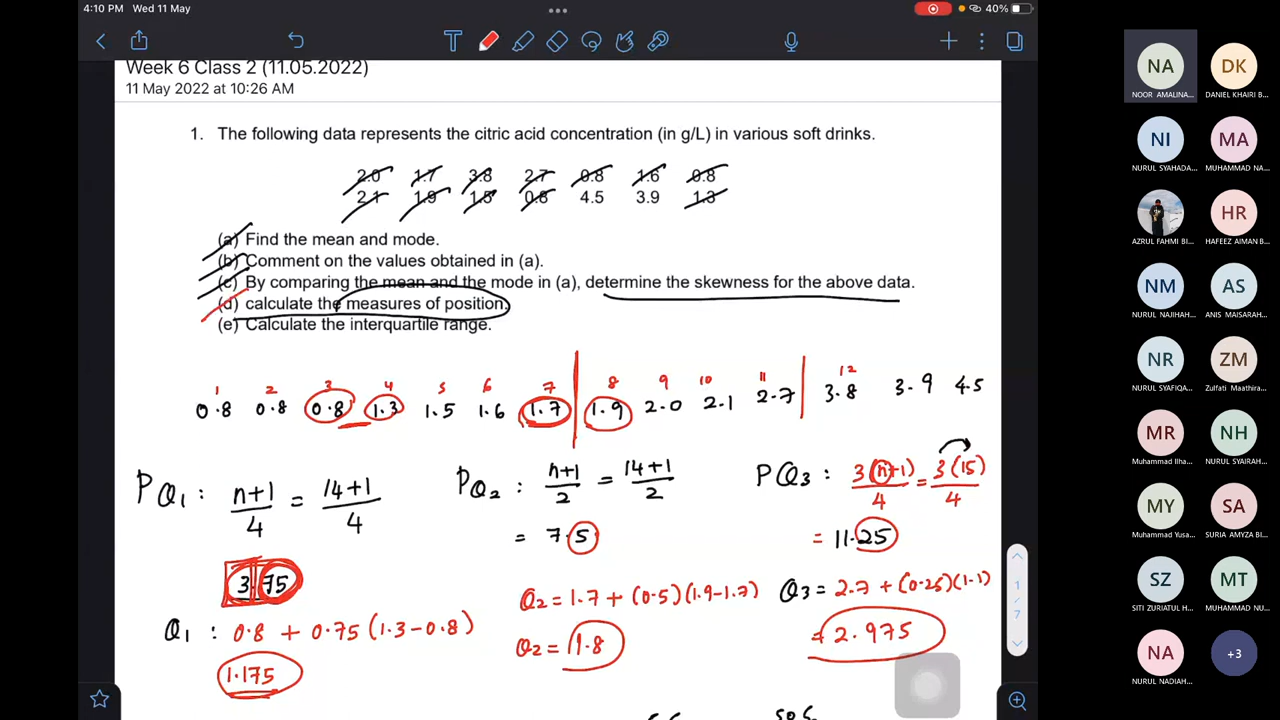 4:10 PM Wed 11 May
40%
Week 6 Class 2 (11.05.2022)
11 May 2022 at 10:26 AM
1. The following data represents the citric acid concentration (in g/L) in various soft drinks.
2.0 1.7 3.8 2.7 0.8 1.6 0.8
2.1 1.9 1.5 0.8 4.5 3.9 1.3
(a) Find the mean and mode.
(b) Comment on the values obtained in (a).
(c) By comparing the mean and the mode in (a), determine the skewness for the above data.
(d) calculate the measures of position.
(e) Calculate the interquartile range.
1 2 3 4 5 6 7 8 9 10 11 12
0.8 0.8 0.8 1.3 1.5 1.6 1.7 1.9 2.0 2.1 2.7 3.8 3.9 4.5
PQ1 : n+1/4 = 14+1/4
3.75
Q1 : 0.8 + 0.75 (1.3-0.8)
1.175
PQ2 : n+1/2 = 14+1/2
= 7.5
Q2 = 1.7 + (0.5)(1.9-1.7)
Q2 = 1.8
PQ3 : 3(n+1)/4 = 3(15)/4
= 11.25
Q3 = 2.7 + (0.25)(1.1)
= 2.975
1
/
7
NA
NOOR AMALINA...
DK
DANIEL KHAIRI B...
NI
NURUL SYAHADA...
MA
MUHAMMAD NA...
AZRUL FAHMI BI...
HR
HAFEEZ AIMAN B...
NM
NURUL NAJIHAH...
AS
ANIS MAISARAH...
NR
NURUL SYAFIQA...
ZM
Zulfati Maathira...
MR
Muhammad Ilha...
NH
NURUL SYAIRAH...
MY
Muhammad Yusa...
SA
SURIA AMYZA BI...
SZ
SITI ZURIATUL H...
MT
MUHAMMAD NU...
NA
NURUL NADIAH...
+3